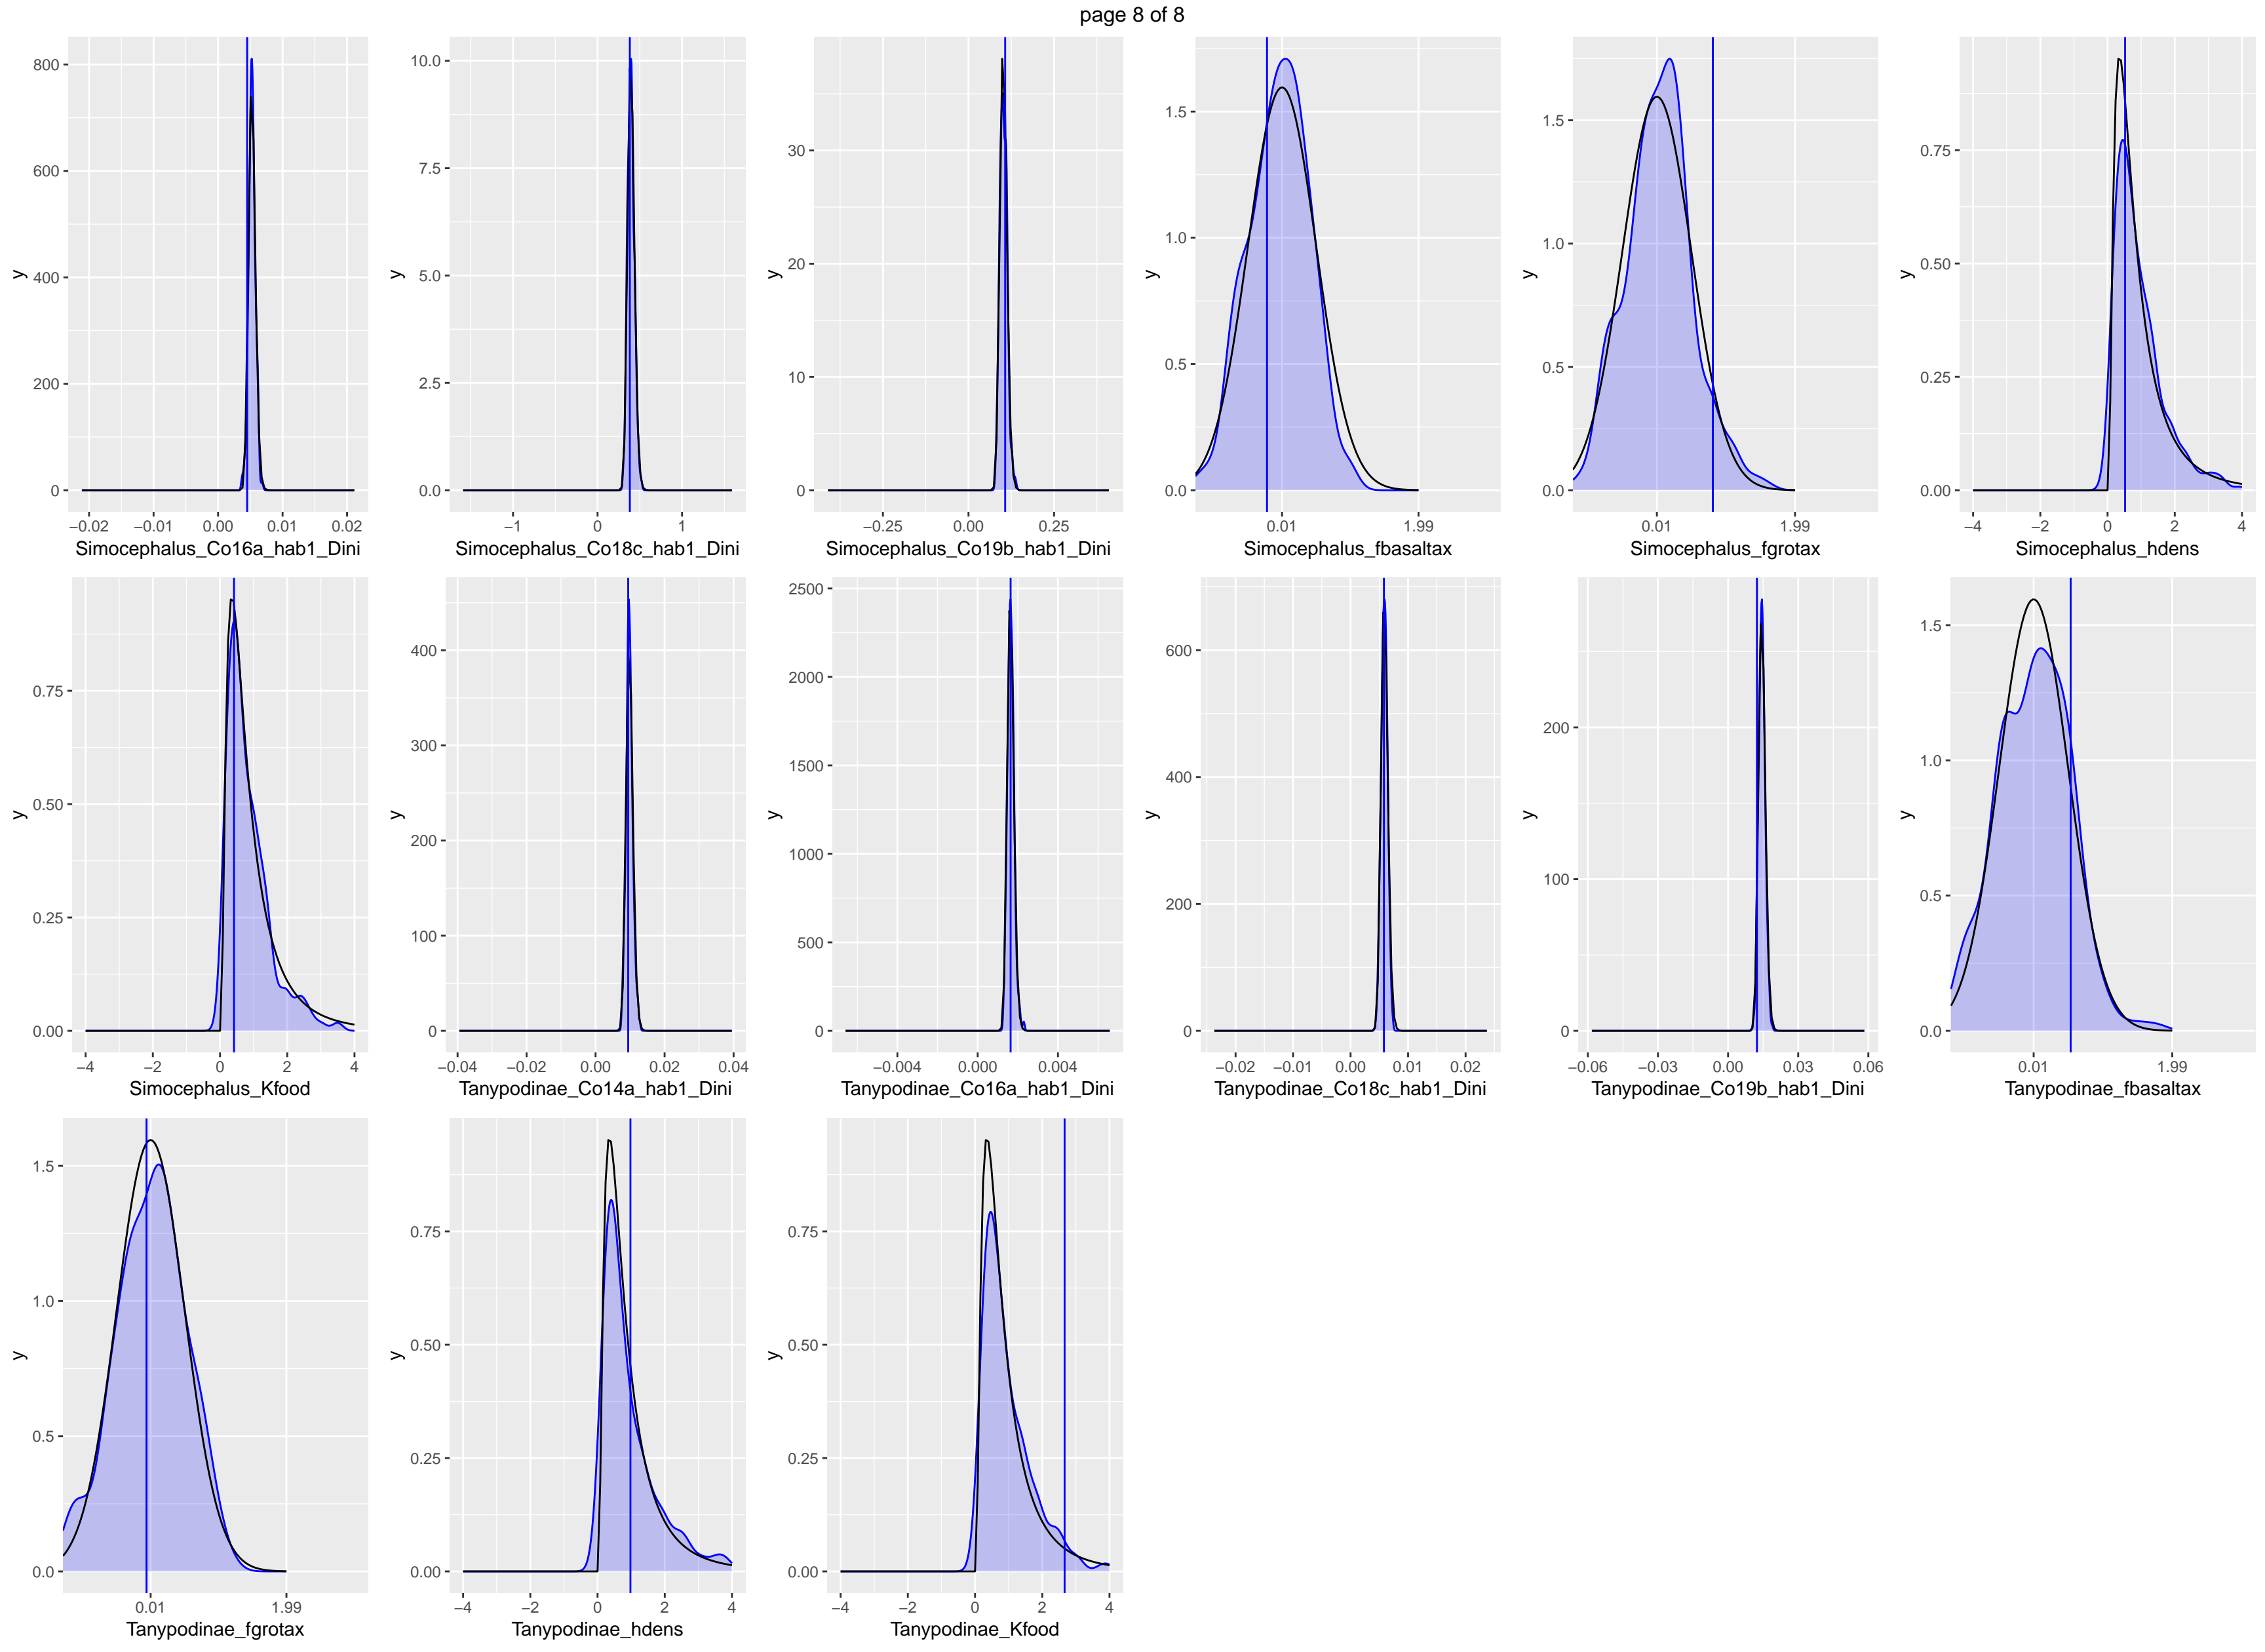 page 8 of 8
800
600
400
200
0
y
−0.02 −0.01 0.00 0.01 0.02
Simocephalus_Co16a_hab1_Dini
10.0
7.5
5.0
2.5
0.0
y
−1 0 1
Simocephalus_Co18c_hab1_Dini
30
20
10
0
y
−0.25 0.00 0.25
Simocephalus_Co19b_hab1_Dini
1.5
1.0
0.5
0.0
y
0.01 1.99
Simocephalus_fbasaltax
1.5
1.0
0.5
0.0
y
0.01 1.99
Simocephalus_fgrotax
0.75
0.50
0.25
0.00
y
−4 −2 0 2 4
Simocephalus_hdens
0.75
0.50
0.25
0.00
y
−4 −2 0 2 4
Simocephalus_Kfood
400
300
200
100
0
y
−0.04 −0.02 0.00 0.02 0.04
Tanypodinae_Co14a_hab1_Dini
2500
2000
1500
1000
500
0
y
−0.004 0.000 0.004
Tanypodinae_Co16a_hab1_Dini
600
400
200
0
y
−0.02 −0.01 0.00 0.01 0.02
Tanypodinae_Co18c_hab1_Dini
200
100
0
y
−0.06 −0.03 0.00 0.03 0.06
Tanypodinae_Co19b_hab1_Dini
1.5
1.0
0.5
0.0
y
0.01 1.99
Tanypodinae_fbasaltax
1.5
1.0
0.5
0.0
y
0.01 1.99
Tanypodinae_fgrotax
0.75
0.50
0.25
0.00
y
−4 −2 0 2 4
Tanypodinae_hdens
0.75
0.50
0.25
0.00
y
−4 −2 0 2 4
Tanypodinae_Kfood